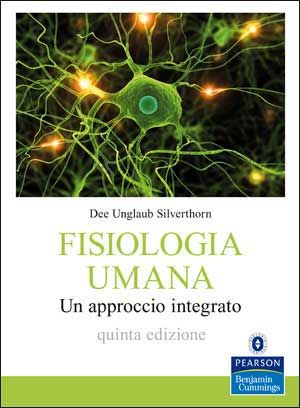 Dee Unglaub Silverthorn
FISIOLOGIA
UMANA
Un approccio integrato
quinta edizione
PEARSON
Benjamin
Cummings